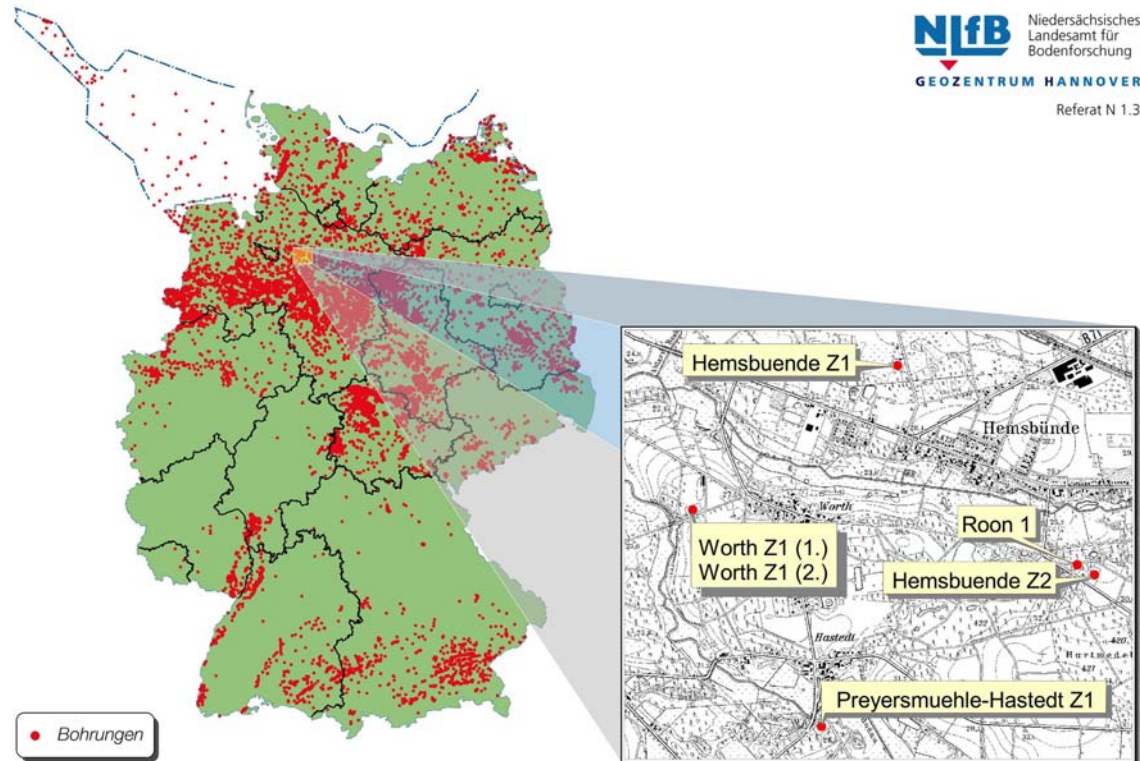 NLfB
Niedersächsisches
Landesamt für
Bodenforschung
GEOZENTRUM HANNOVER
Referat N 1.3
B71
Hemsbuende Z1
Hemsbünde
Worth
Roon 1
Worth Z1 (1.)
Worth Z1 (2.)
Hemsbuende Z2
Hastedt
Preyersmuehle-Hastedt Z1
Bohrungen